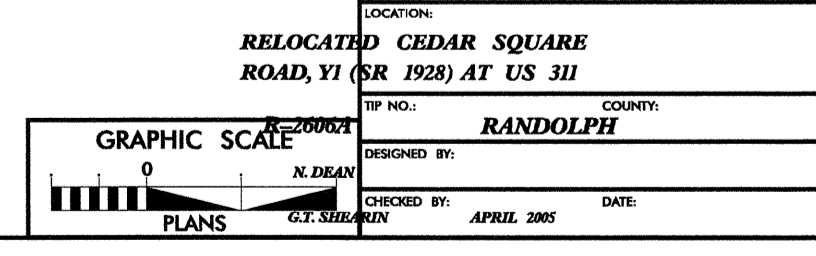 LOCATION:
RELOCATED CEDAR SQUARE
ROAD, Y1 (SR 1928) AT US 311
TIP NO.: COUNTY:
R-2606A RANDOLPH
GRAPHIC SCALE
DESIGNED BY:
0
N. DEAN
CHECKED BY: DATE:
G.T. SHEARIN APRIL 2005
PLANS